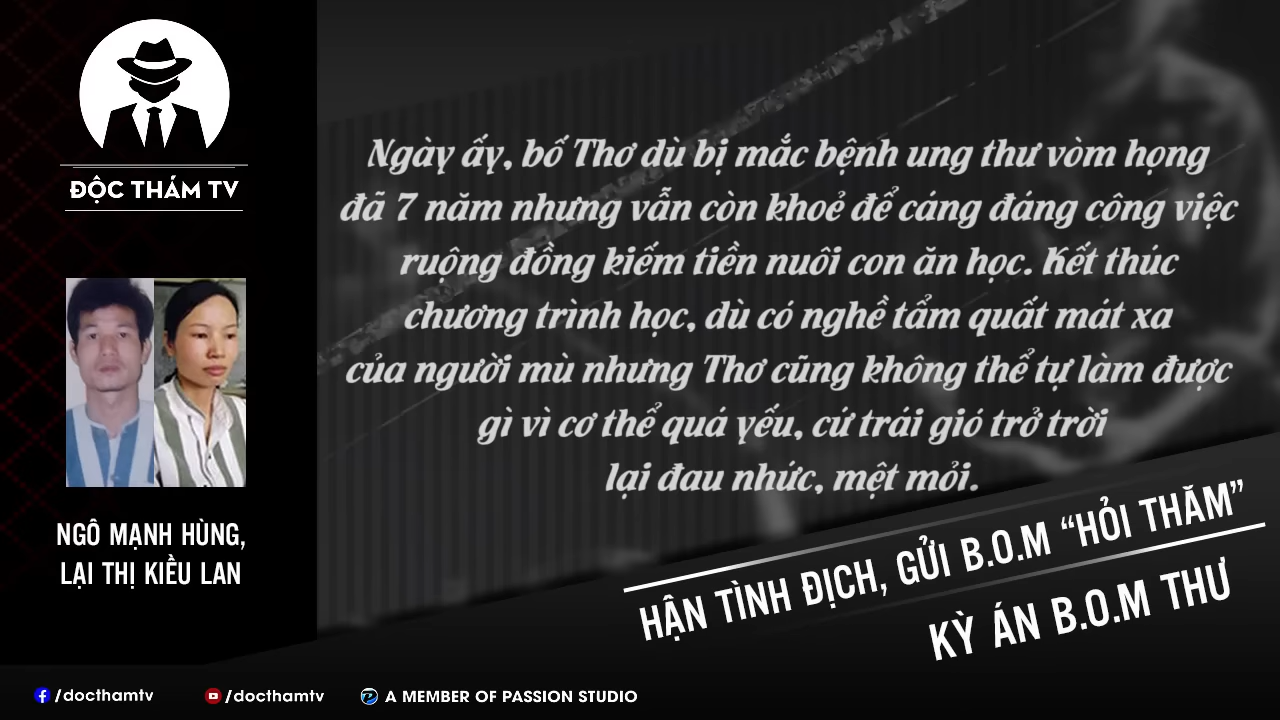 ĐỘC THÁM TV
NGÔ MẠNH HÙNG,
LẠI THỊ KIỀU LAN
Ngày ấy, bố Thơ dù bị mắc bệnh ung thư vòm họng
đã 7 năm nhưng vẫn còn khoẻ để cáng đáng công việc
ruộng đồng kiếm tiền nuôi con ăn học. Kết thúc
chương trình học, dù có nghề tẩm quất mát xa
của người mù nhưng Thơ cũng không thể tự làm được
gì vì cơ thể quá yếu, cứ trái gió trở trời
lại đau nhức, mệt mỏi.
HẬN TÌNH ĐỊCH, GỬI B.O.M “HỎI THĂM”
KỲ ÁN B.O.M THƯ
/docthamtv
/docthamtv
A MEMBER OF PASSION STUDIO